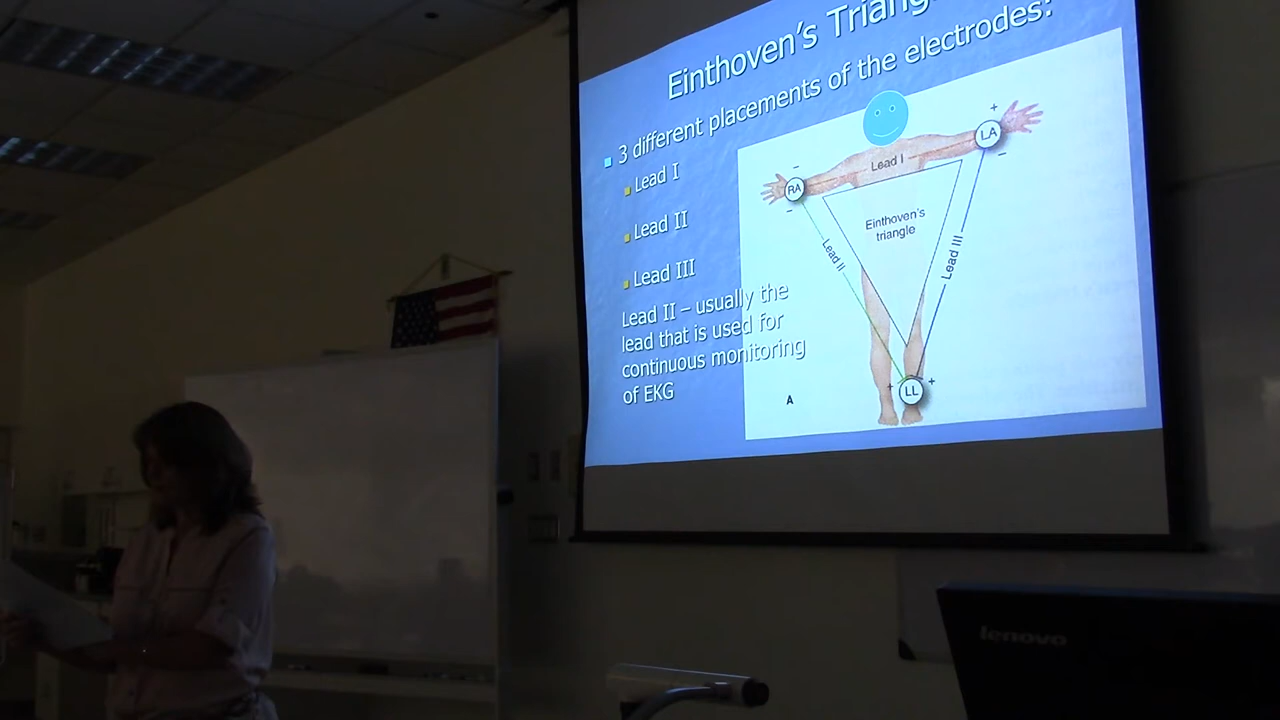 Einthoven's Triang
3 different placements of the electrodes:
Lead I
Lead II
Lead III
Lead II – usually the
lead that is used for
continuous monitoring
of EKG
+
LA
–
Lead I
–
RA
–
Einthoven's
triangle
Lead II
Lead III
+
LL
+
A
lenovo